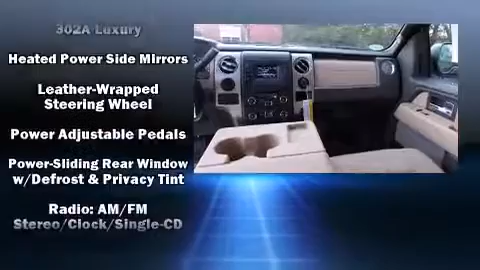 302A Luxury
Heated Power Side Mirrors
Leather-Wrapped
Steering Wheel
Power Adjustable Pedals
Power-Sliding Rear Window
w/Defrost & Privacy Tint
Radio: AM/FM
Stereo/Clock/Single-CD